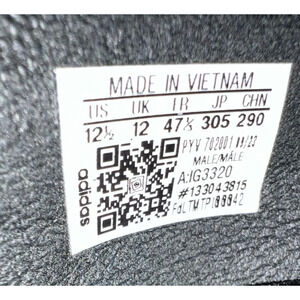 MADE IN VIETNAM
US UK FR JP CHN
12½ 12 47⅓ 305 290
PYV 702001 11/22
MALE/MÂLE
A:IG3320
#133043815
adidas